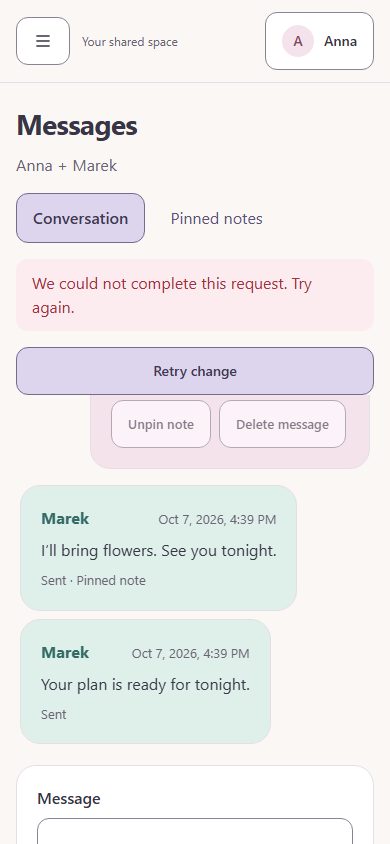 Your shared space
A
Anna
Messages
Anna + Marek
Conversation
Pinned notes
We could not complete this request. Try
again.
Retry change
Unpin note
Delete message
Marek
Oct 7, 2026, 4:39 PM
I’ll bring flowers. See you tonight.
Sent · Pinned note
Marek
Oct 7, 2026, 4:39 PM
Your plan is ready for tonight.
Sent
Message